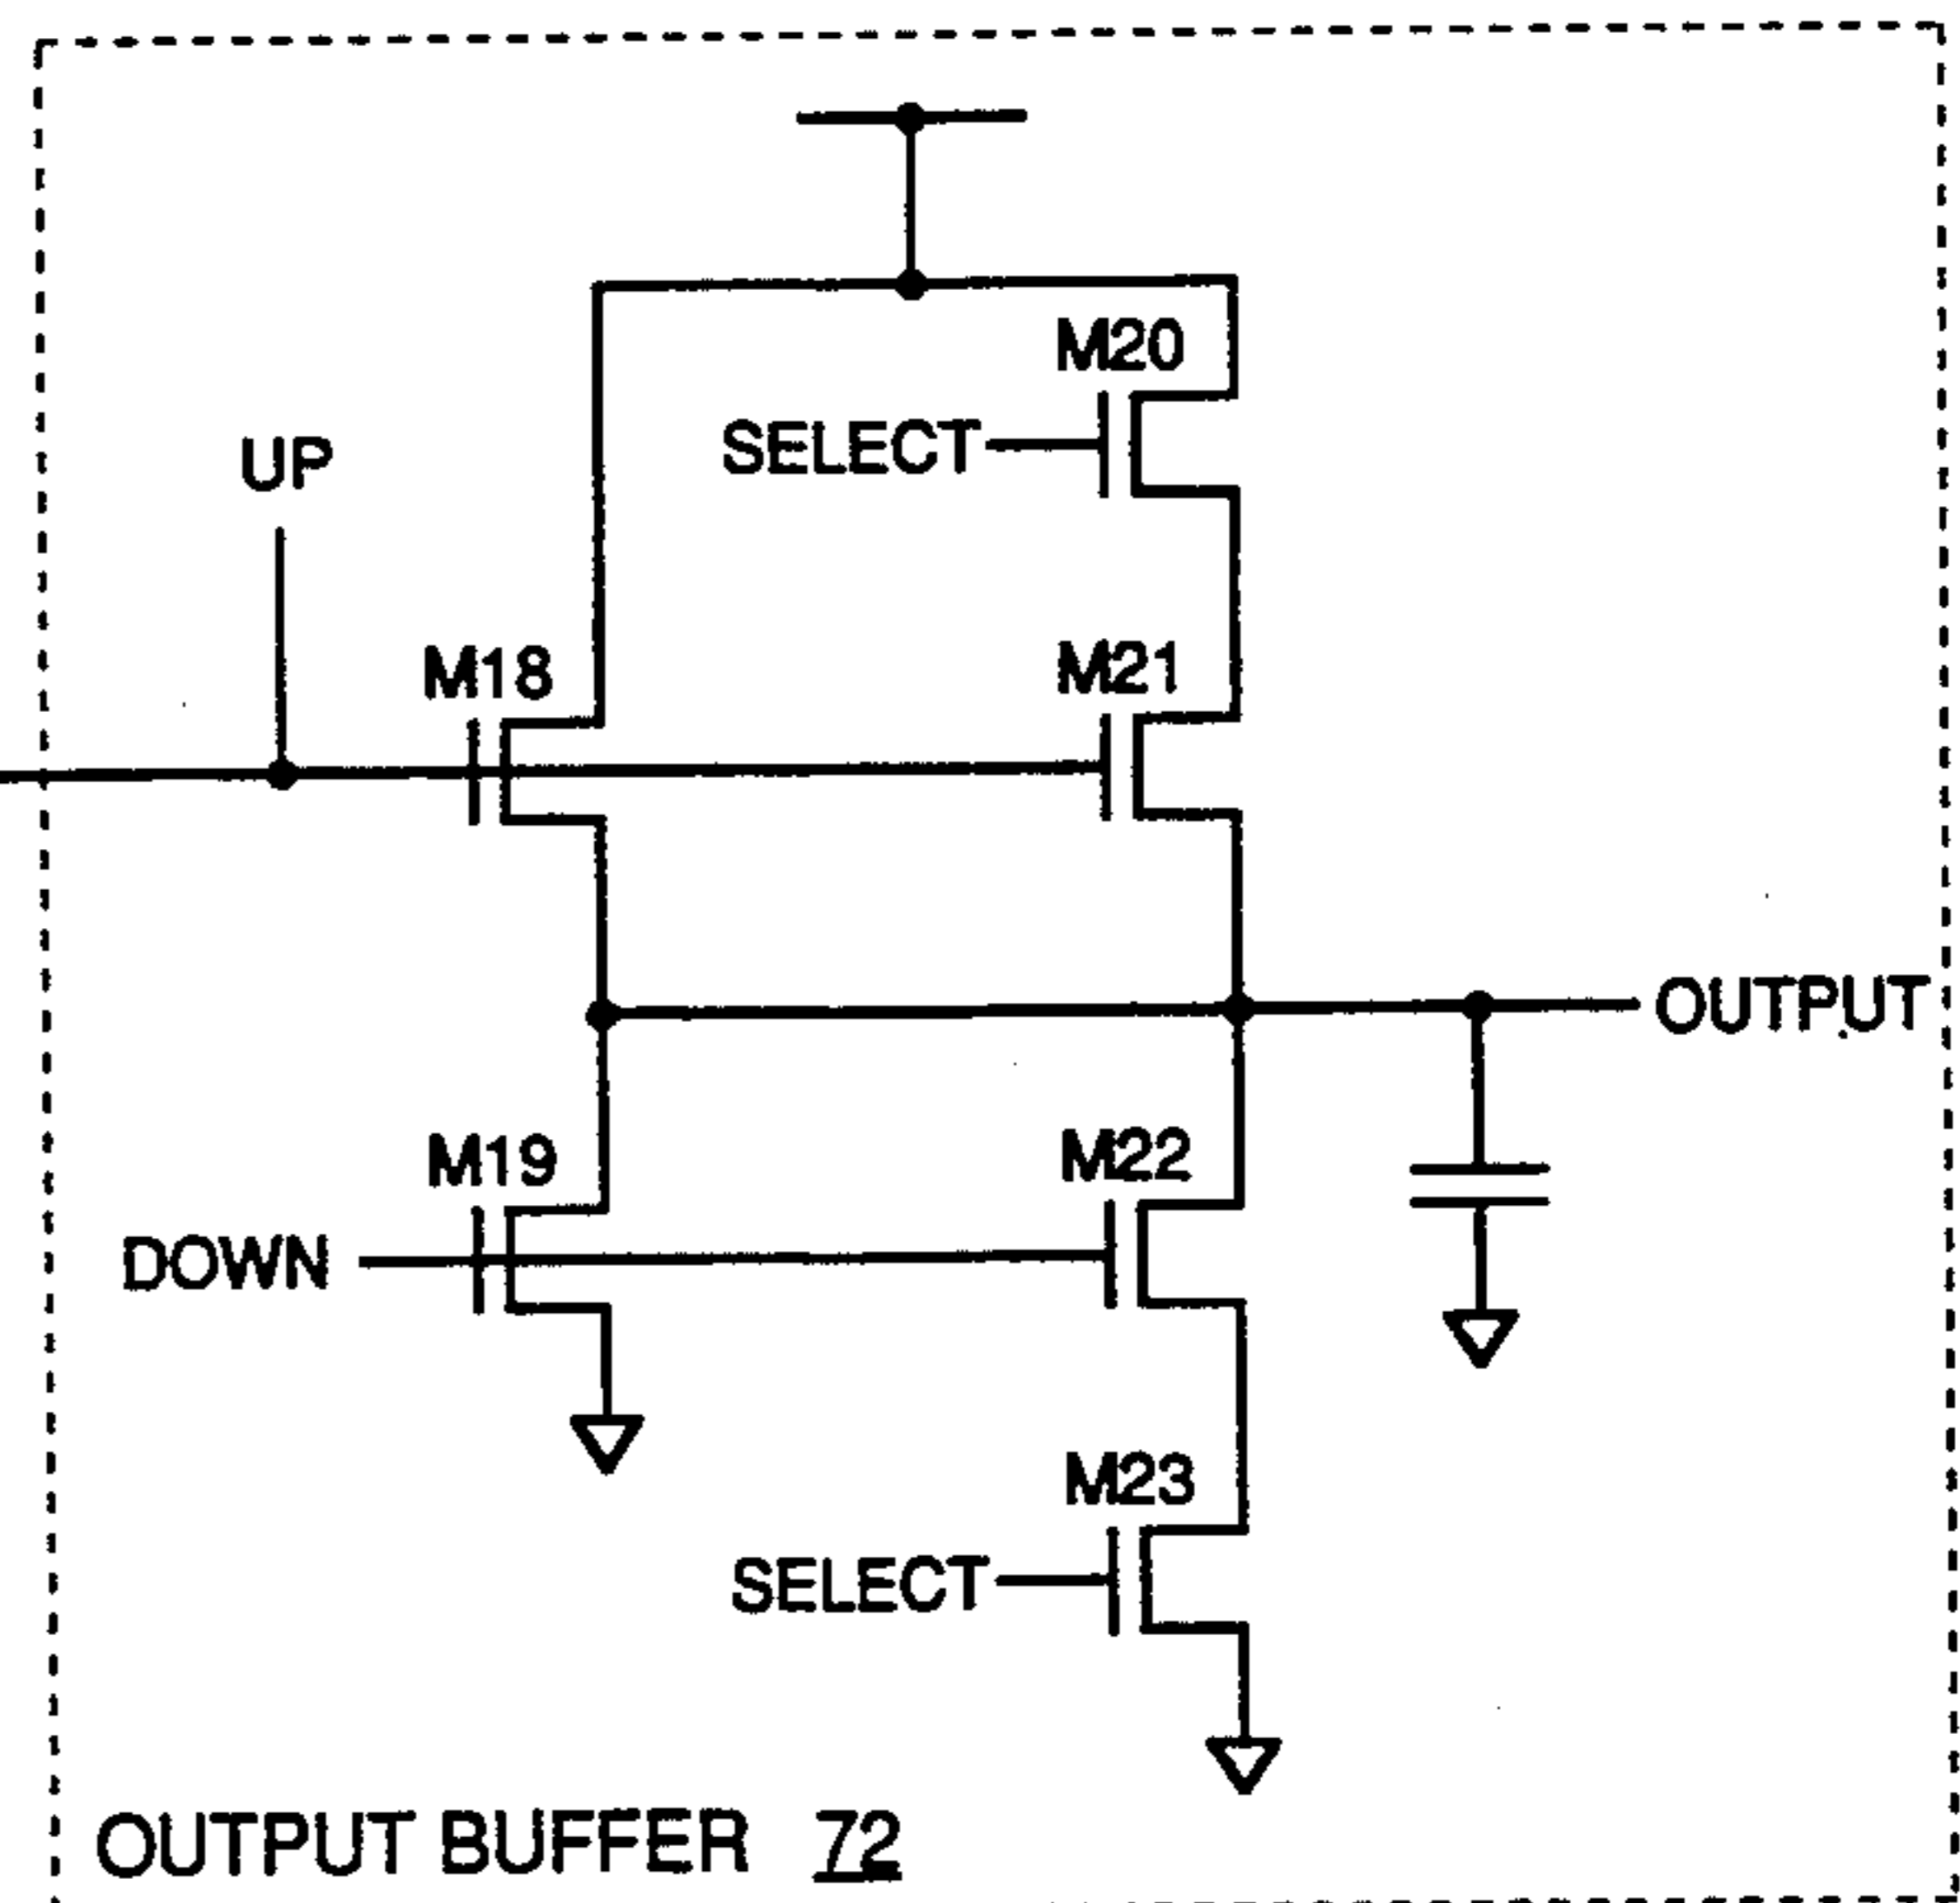 M20
SELECT
UP
M18
M21
OUTPUT
M19
M22
DOWN
M23
SELECT
OUTPUT BUFFER 72